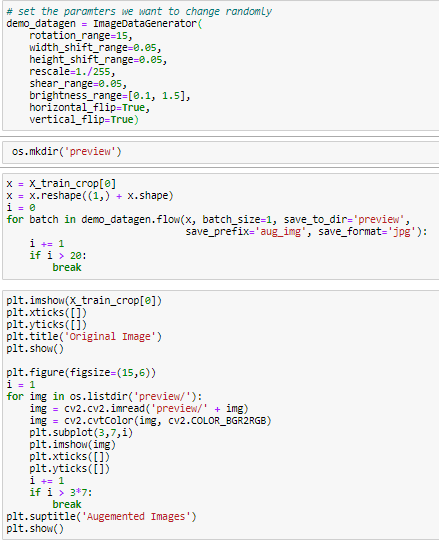 # set the paramters we want to change randomly
demo_datagen = ImageDataGenerator(
    rotation_range=15,
    width_shift_range=0.05,
    height_shift_range=0.05,
    rescale=1./255,
    shear_range=0.05,
    brightness_range=[0.1, 1.5],
    horizontal_flip=True,
    vertical_flip=True)
os.mkdir('preview')
x = X_train_crop[0]
x = x.reshape((1,) + x.shape)
i = 0
for batch in demo_datagen.flow(x, batch_size=1, save_to_dir='preview',
                               save_prefix='aug_img', save_format='jpg'):
    i += 1
    if i > 20:
        break
plt.imshow(X_train_crop[0])
plt.xticks([])
plt.yticks([])
plt.title('Original Image')
plt.show()
plt.figure(figsize=(15,6))
i = 1
for img in os.listdir('preview/'):
    img = cv2.cv2.imread('preview/' + img)
    img = cv2.cvtColor(img, cv2.COLOR_BGR2RGB)
    plt.subplot(3,7,i)
    plt.imshow(img)
    plt.xticks([])
    plt.yticks([])
    i += 1
    if i > 3*7:
        break
plt.suptitle('Augemented Images')
plt.show()